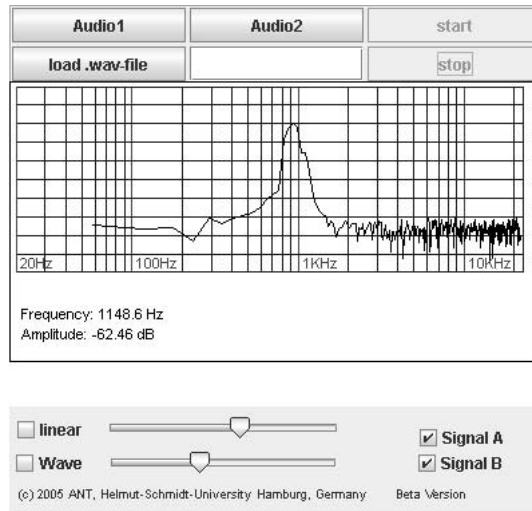 Audio1 Audio2 start
load .wav-file stop
20Hz 100Hz 1KHz 10KHz
Frequency: 1148.6 Hz
Amplitude: -62.46 dB
linear Signal A
Wave Signal B
(c) 2005 ANT, Helmut-Schmidt-University Hamburg, Germany Beta Version